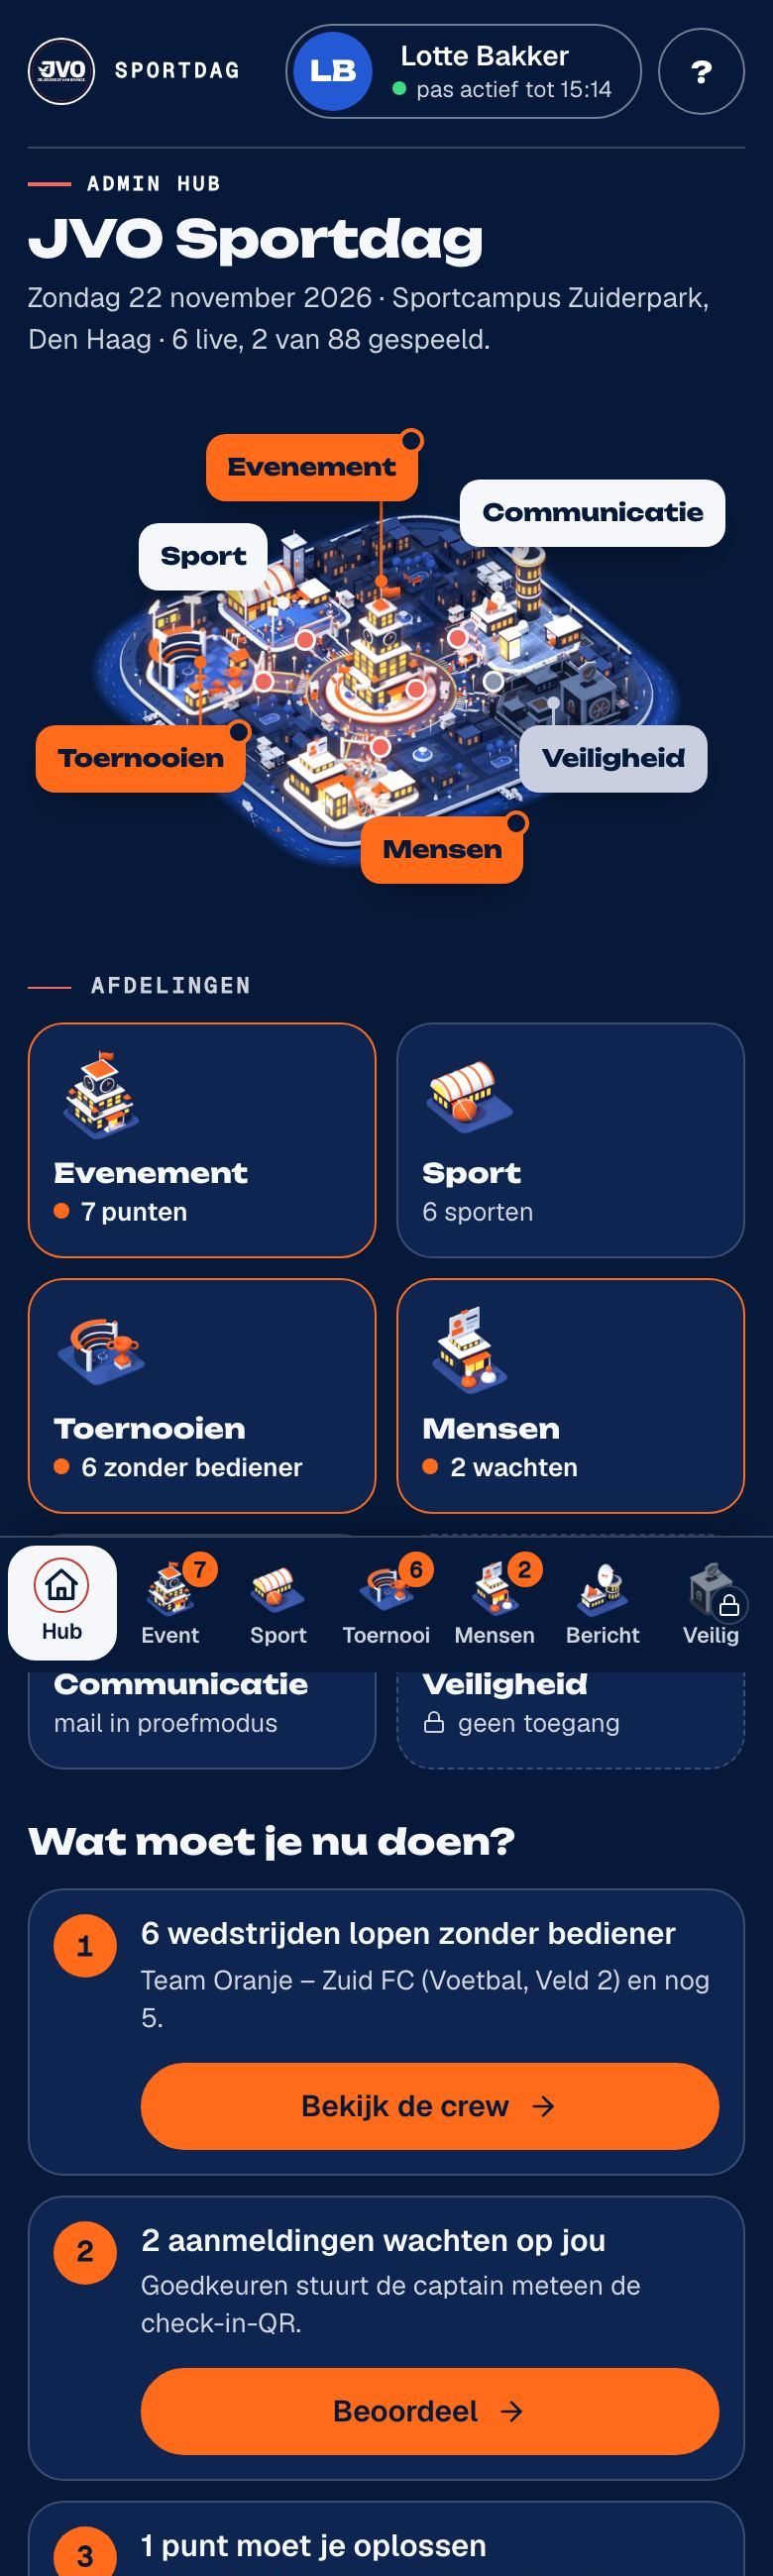 JVO SPORTDAG
LB
Lotte Bakker
pas actief tot 15:14
?
ADMIN HUB
JVO Sportdag
Zondag 22 november 2026 · Sportcampus Zuiderpark,
Den Haag · 6 live, 2 van 88 gespeeld.
Evenement
Communicatie
Sport
Toernooien
Veiligheid
Mensen
AFDELINGEN
Evenement
7 punten
Sport
6 sporten
Toernooien
6 zonder bediener
Mensen
2 wachten
Hub
7
Event
Sport
6
Toernooi
2
Mensen
Bericht
Veilig
Communicatie
mail in proefmodus
Veiligheid
geen toegang
Wat moet je nu doen?
1
6 wedstrijden lopen zonder bediener
Team Oranje – Zuid FC (Voetbal, Veld 2) en nog
5.
Bekijk de crew →
2
2 aanmeldingen wachten op jou
Goedkeuren stuurt de captain meteen de
check-in-QR.
Beoordeel →
3
1 punt moet je oplossen